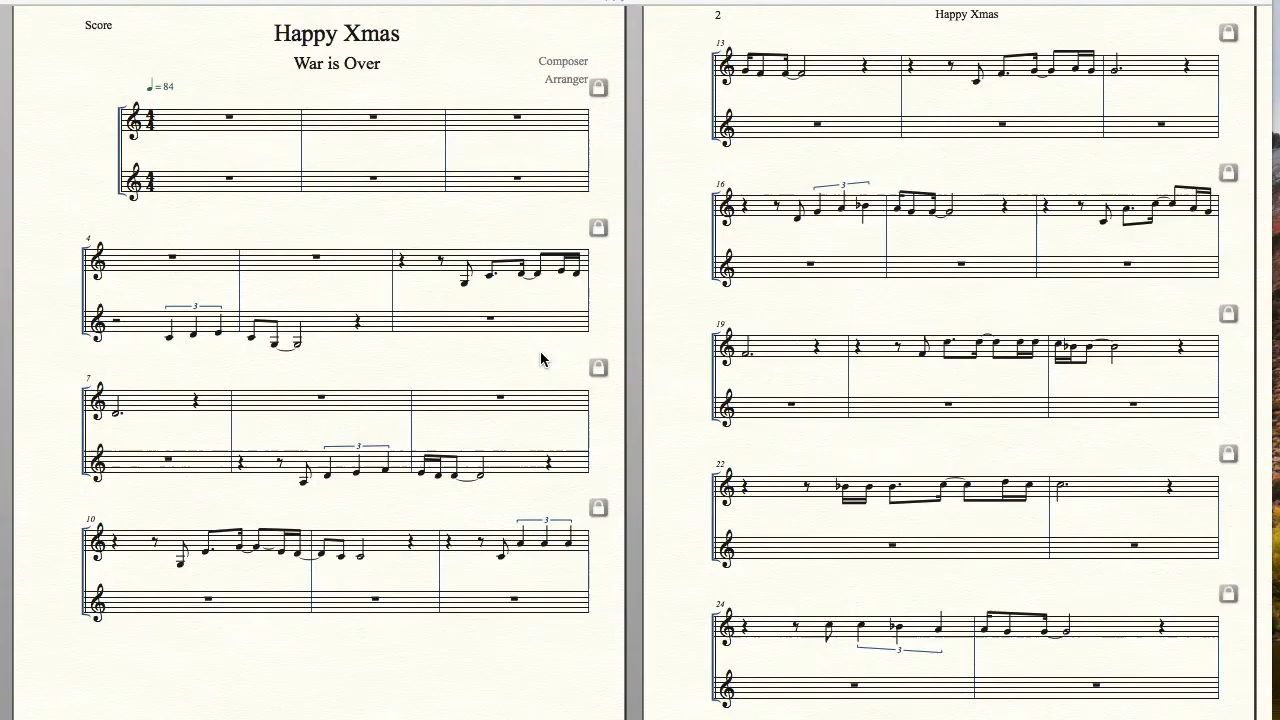 Score
Happy Xmas
War is Over
Composer
Arranger
♩= 84
4
3
7
3
10
3
2
Happy Xmas
13
16
3
19
22
24
3